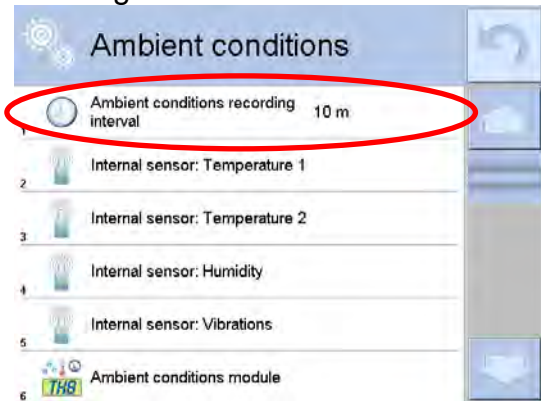 Ambient conditions
Ambient conditions recording
interval
10 m
1
Internal sensor: Temperature 1
2
Internal sensor: Temperature 2
3
Internal sensor: Humidity
4
Internal sensor: Vibrations
5
THB
Ambient conditions module
6